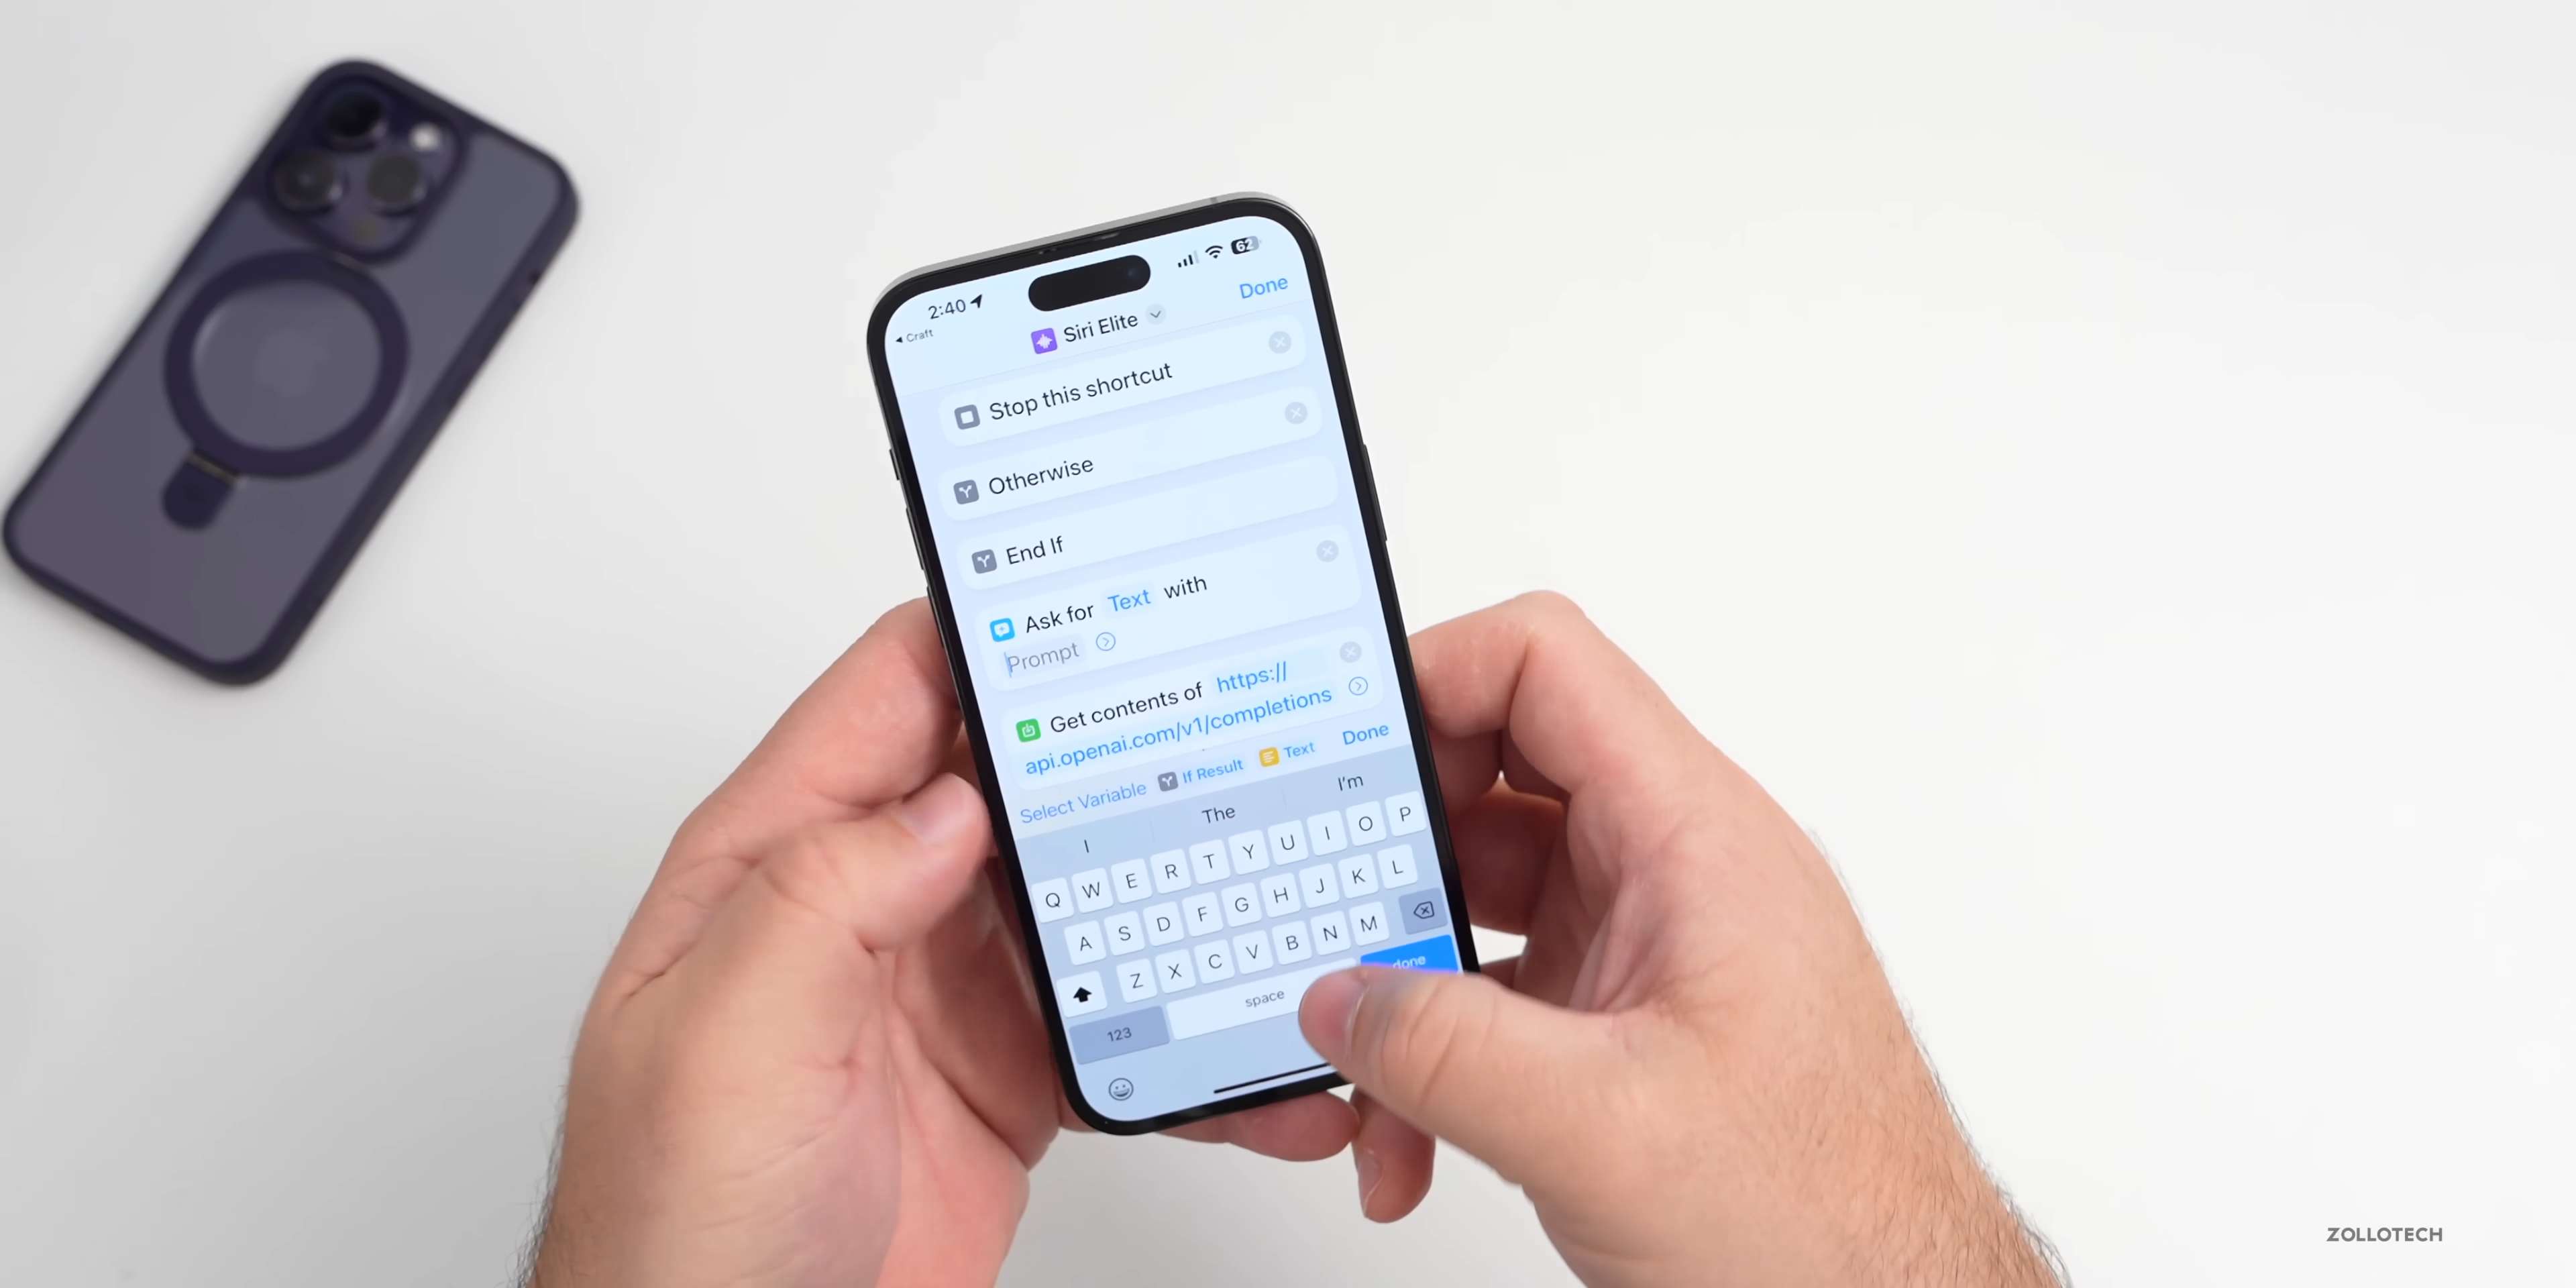 2:40
62
Craft
Siri Elite
Done
Stop this shortcut
Otherwise
End If
Ask for Text with
Prompt
Get contents of https://
api.openai.com/v1/completions
Select Variable If Result Text Done
I The I'm
Q W E R T Y U I O P
A S D F G H J K L
Z X C V B N M
123 space done
ZOLLOTECH